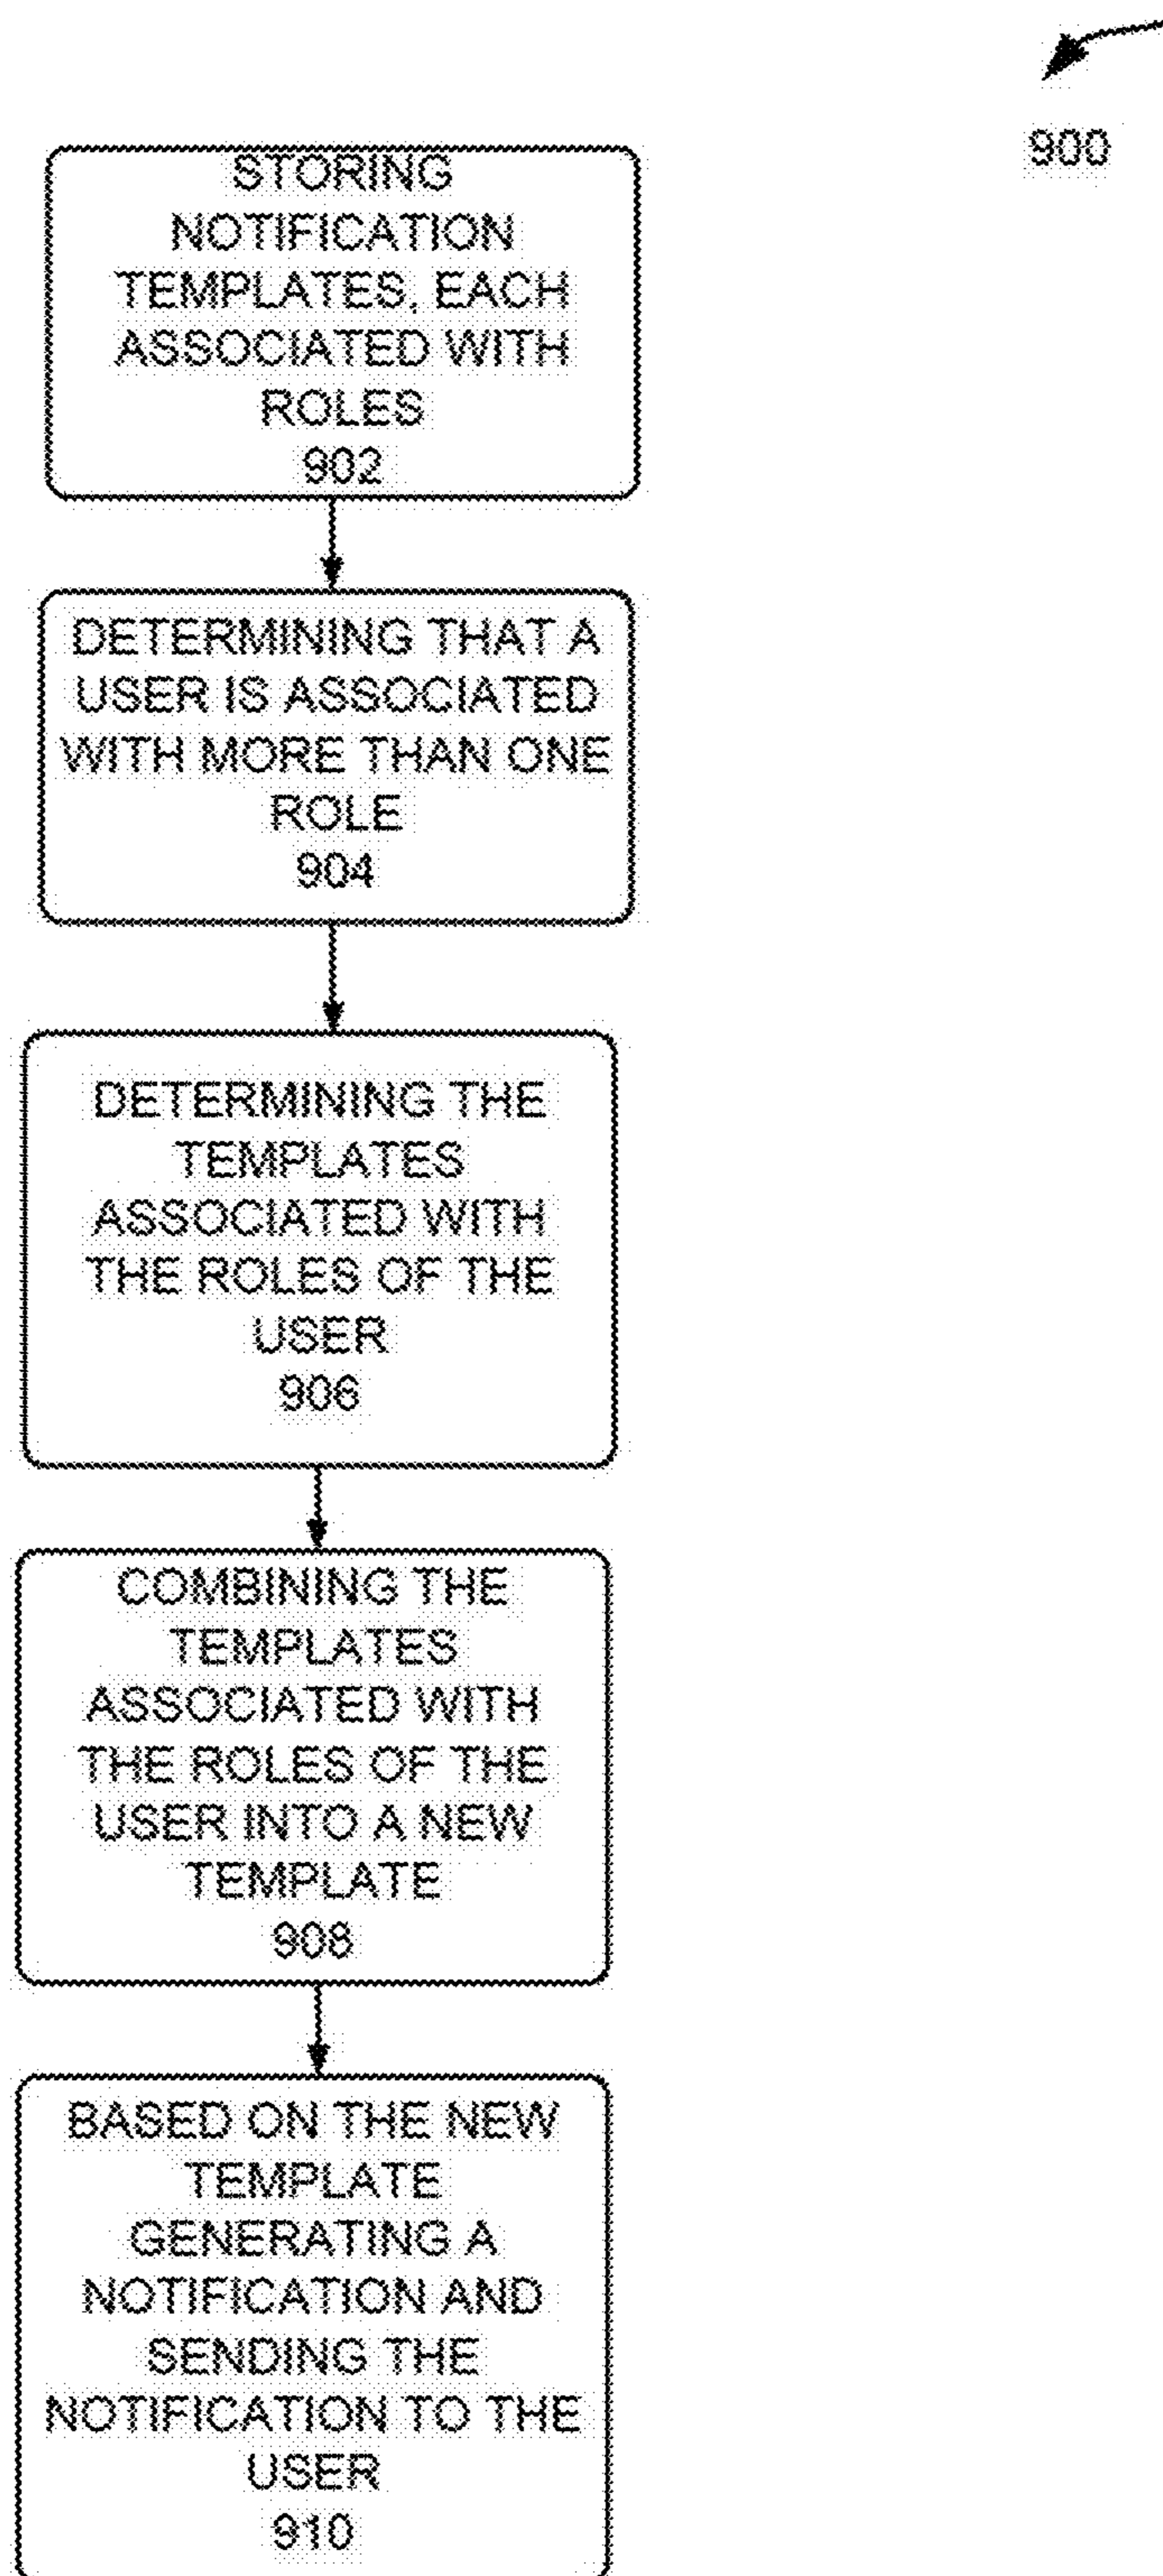 900
STORING
NOTIFICATION
TEMPLATES, EACH
ASSOCIATED WITH
ROLES
902
DETERMINING THAT A
USER IS ASSOCIATED
WITH MORE THAN ONE
ROLE
904
DETERMINING THE
TEMPLATES
ASSOCIATED WITH
THE ROLES OF THE
USER
906
COMBINING THE
TEMPLATES
ASSOCIATED WITH
THE ROLES OF THE
USER INTO A NEW
TEMPLATE
908
BASED ON THE NEW
TEMPLATE
GENERATING A
NOTIFICATION AND
SENDING THE
NOTIFICATION TO THE
USER
910